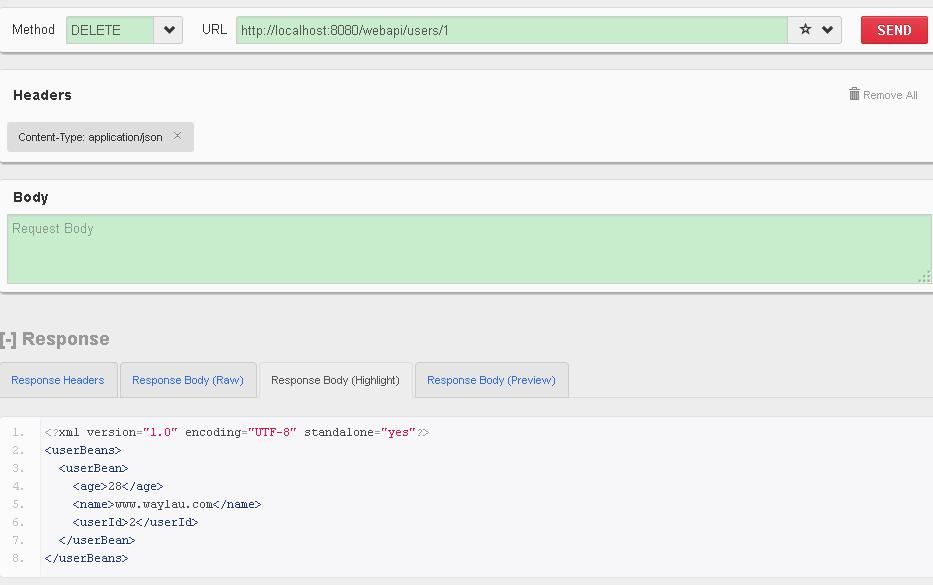 Method DELETE URL http://localhost:8080/webapi/users/1 SEND
Headers Remove All
Content-Type: application/json ×
Body
Request Body
[-] Response
Response Headers Response Body (Raw) Response Body (Highlight) Response Body (Preview)
1. <?xml version="1.0" encoding="UTF-8" standalone="yes"?>
2. <userBeans>
3. <userBean>
4. <age>28</age>
5. <name>www.waylau.com</name>
6. <userId>2</userId>
7. </userBean>
8. </userBeans>